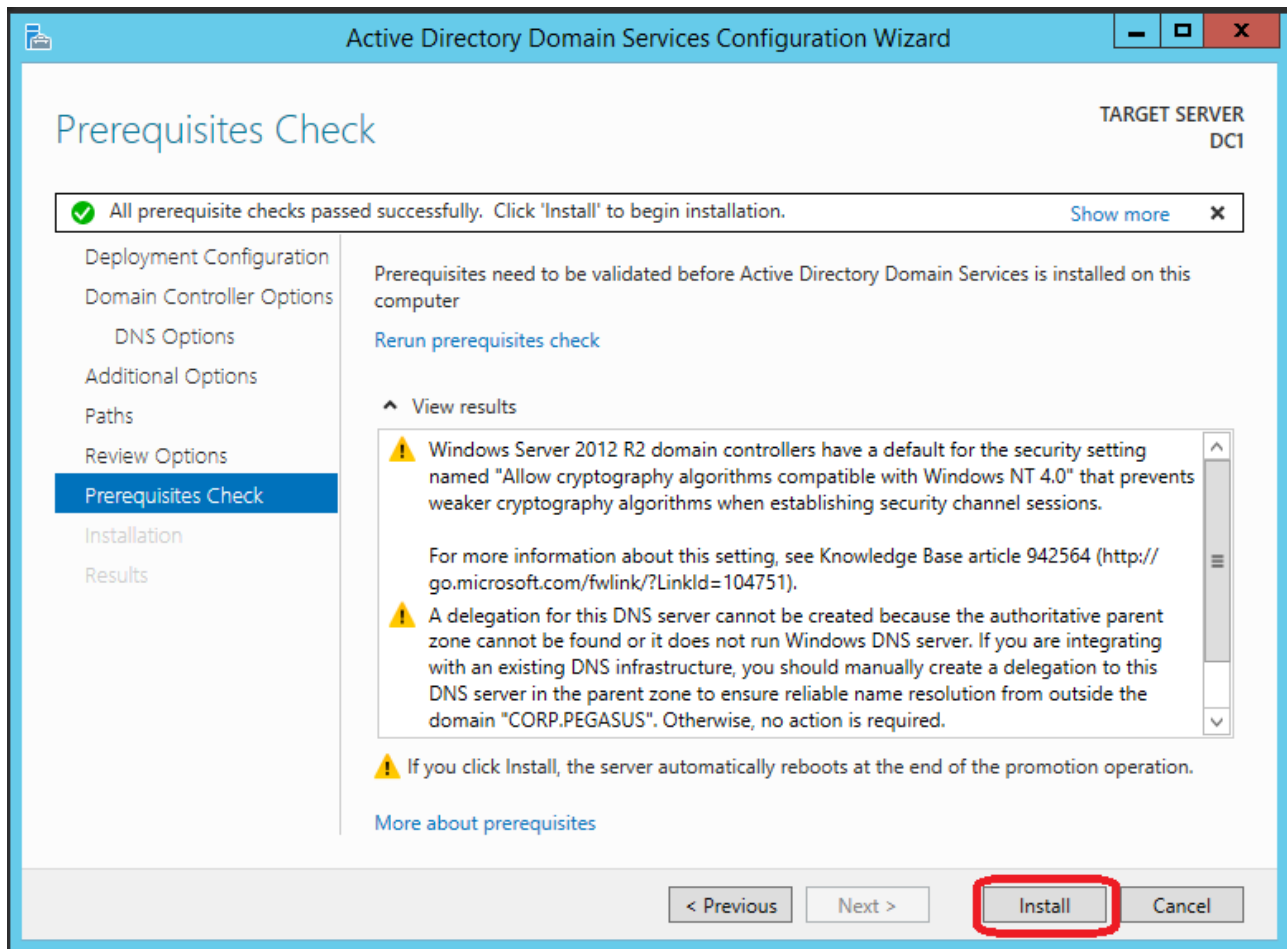 Active Directory Domain Services Configuration Wizard
Prerequisites Check
TARGET SERVER
DC1
All prerequisite checks passed successfully. Click 'Install' to begin installation.
Show more
Deployment Configuration
Domain Controller Options
DNS Options
Additional Options
Paths
Review Options
Prerequisites Check
Installation
Results
Prerequisites need to be validated before Active Directory Domain Services is installed on this
computer
Rerun prerequisites check
View results
Windows Server 2012 R2 domain controllers have a default for the security setting
named "Allow cryptography algorithms compatible with Windows NT 4.0" that prevents
weaker cryptography algorithms when establishing security channel sessions.
For more information about this setting, see Knowledge Base article 942564 (http://
go.microsoft.com/fwlink/?LinkId=104751).
A delegation for this DNS server cannot be created because the authoritative parent
zone cannot be found or it does not run Windows DNS server. If you are integrating
with an existing DNS infrastructure, you should manually create a delegation to this
DNS server in the parent zone to ensure reliable name resolution from outside the
domain "CORP.PEGASUS". Otherwise, no action is required.
If you click Install, the server automatically reboots at the end of the promotion operation.
More about prerequisites
< Previous
Next >
Install
Cancel